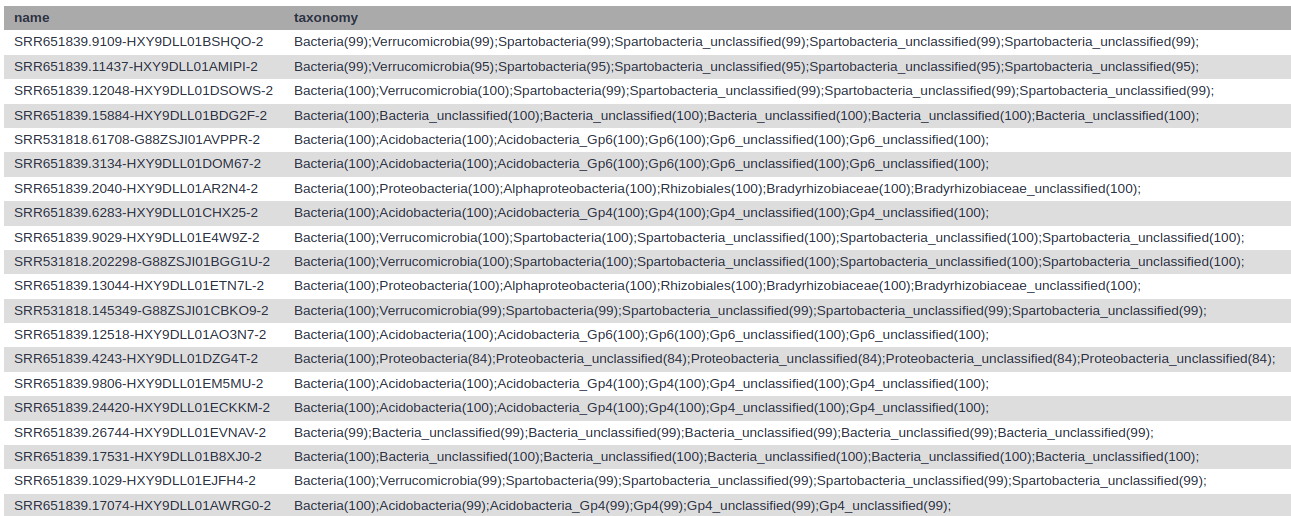 name taxonomy
SRR651839.9109-HXY9DLL01BSHQO-2 Bacteria(99);Verrucomicrobia(99);Spartobacteria(99);Spartobacteria_unclassified(99);Spartobacteria_unclassified(99);Spartobacteria_unclassified(99);
SRR651839.11437-HXY9DLL01AMIPI-2 Bacteria(99);Verrucomicrobia(95);Spartobacteria(95);Spartobacteria_unclassified(95);Spartobacteria_unclassified(95);Spartobacteria_unclassified(95);
SRR651839.12048-HXY9DLL01DSOWS-2 Bacteria(100);Verrucomicrobia(100);Spartobacteria(99);Spartobacteria_unclassified(99);Spartobacteria_unclassified(99);Spartobacteria_unclassified(99);
SRR651839.15884-HXY9DLL01BDG2F-2 Bacteria(100);Bacteria_unclassified(100);Bacteria_unclassified(100);Bacteria_unclassified(100);Bacteria_unclassified(100);Bacteria_unclassified(100);
SRR531818.61708-G88ZSJI01AVPPR-2 Bacteria(100);Acidobacteria(100);Acidobacteria_Gp6(100);Gp6(100);Gp6_unclassified(100);Gp6_unclassified(100);
SRR651839.3134-HXY9DLL01DOM67-2 Bacteria(100);Acidobacteria(100);Acidobacteria_Gp6(100);Gp6(100);Gp6_unclassified(100);Gp6_unclassified(100);
SRR651839.2040-HXY9DLL01AR2N4-2 Bacteria(100);Proteobacteria(100);Alphaproteobacteria(100);Rhizobiales(100);Bradyrhizobiaceae(100);Bradyrhizobiaceae_unclassified(100);
SRR651839.6283-HXY9DLL01CHX25-2 Bacteria(100);Acidobacteria(100);Acidobacteria_Gp4(100);Gp4(100);Gp4_unclassified(100);Gp4_unclassified(100);
SRR651839.9029-HXY9DLL01E4W9Z-2 Bacteria(100);Verrucomicrobia(100);Spartobacteria(100);Spartobacteria_unclassified(100);Spartobacteria_unclassified(100);Spartobacteria_unclassified(100);
SRR531818.202298-G88ZSJI01BGG1U-2 Bacteria(100);Verrucomicrobia(100);Spartobacteria(100);Spartobacteria_unclassified(100);Spartobacteria_unclassified(100);Spartobacteria_unclassified(100);
SRR651839.13044-HXY9DLL01ETN7L-2 Bacteria(100);Proteobacteria(100);Alphaproteobacteria(100);Rhizobiales(100);Bradyrhizobiaceae(100);Bradyrhizobiaceae_unclassified(100);
SRR531818.145349-G88ZSJI01CBKO9-2 Bacteria(100);Verrucomicrobia(99);Spartobacteria(99);Spartobacteria_unclassified(99);Spartobacteria_unclassified(99);Spartobacteria_unclassified(99);
SRR651839.12518-HXY9DLL01AO3N7-2 Bacteria(100);Acidobacteria(100);Acidobacteria_Gp6(100);Gp6(100);Gp6_unclassified(100);Gp6_unclassified(100);
SRR651839.4243-HXY9DLL01DZG4T-2 Bacteria(100);Proteobacteria(84);Proteobacteria_unclassified(84);Proteobacteria_unclassified(84);Proteobacteria_unclassified(84);Proteobacteria_unclassified(84);
SRR651839.9806-HXY9DLL01EM5MU-2 Bacteria(100);Acidobacteria(100);Acidobacteria_Gp4(100);Gp4(100);Gp4_unclassified(100);Gp4_unclassified(100);
SRR651839.24420-HXY9DLL01ECKKM-2 Bacteria(100);Acidobacteria(100);Acidobacteria_Gp4(100);Gp4(100);Gp4_unclassified(100);Gp4_unclassified(100);
SRR651839.26744-HXY9DLL01EVNAV-2 Bacteria(99);Bacteria_unclassified(99);Bacteria_unclassified(99);Bacteria_unclassified(99);Bacteria_unclassified(99);Bacteria_unclassified(99);
SRR651839.17531-HXY9DLL01B8XJ0-2 Bacteria(100);Bacteria_unclassified(100);Bacteria_unclassified(100);Bacteria_unclassified(100);Bacteria_unclassified(100);Bacteria_unclassified(100);
SRR651839.1029-HXY9DLL01EJFH4-2 Bacteria(100);Verrucomicrobia(99);Spartobacteria(99);Spartobacteria_unclassified(99);Spartobacteria_unclassified(99);Spartobacteria_unclassified(99);
SRR651839.17074-HXY9DLL01AWRG0-2 Bacteria(100);Acidobacteria(99);Acidobacteria_Gp4(99);Gp4(99);Gp4_unclassified(99);Gp4_unclassified(99);